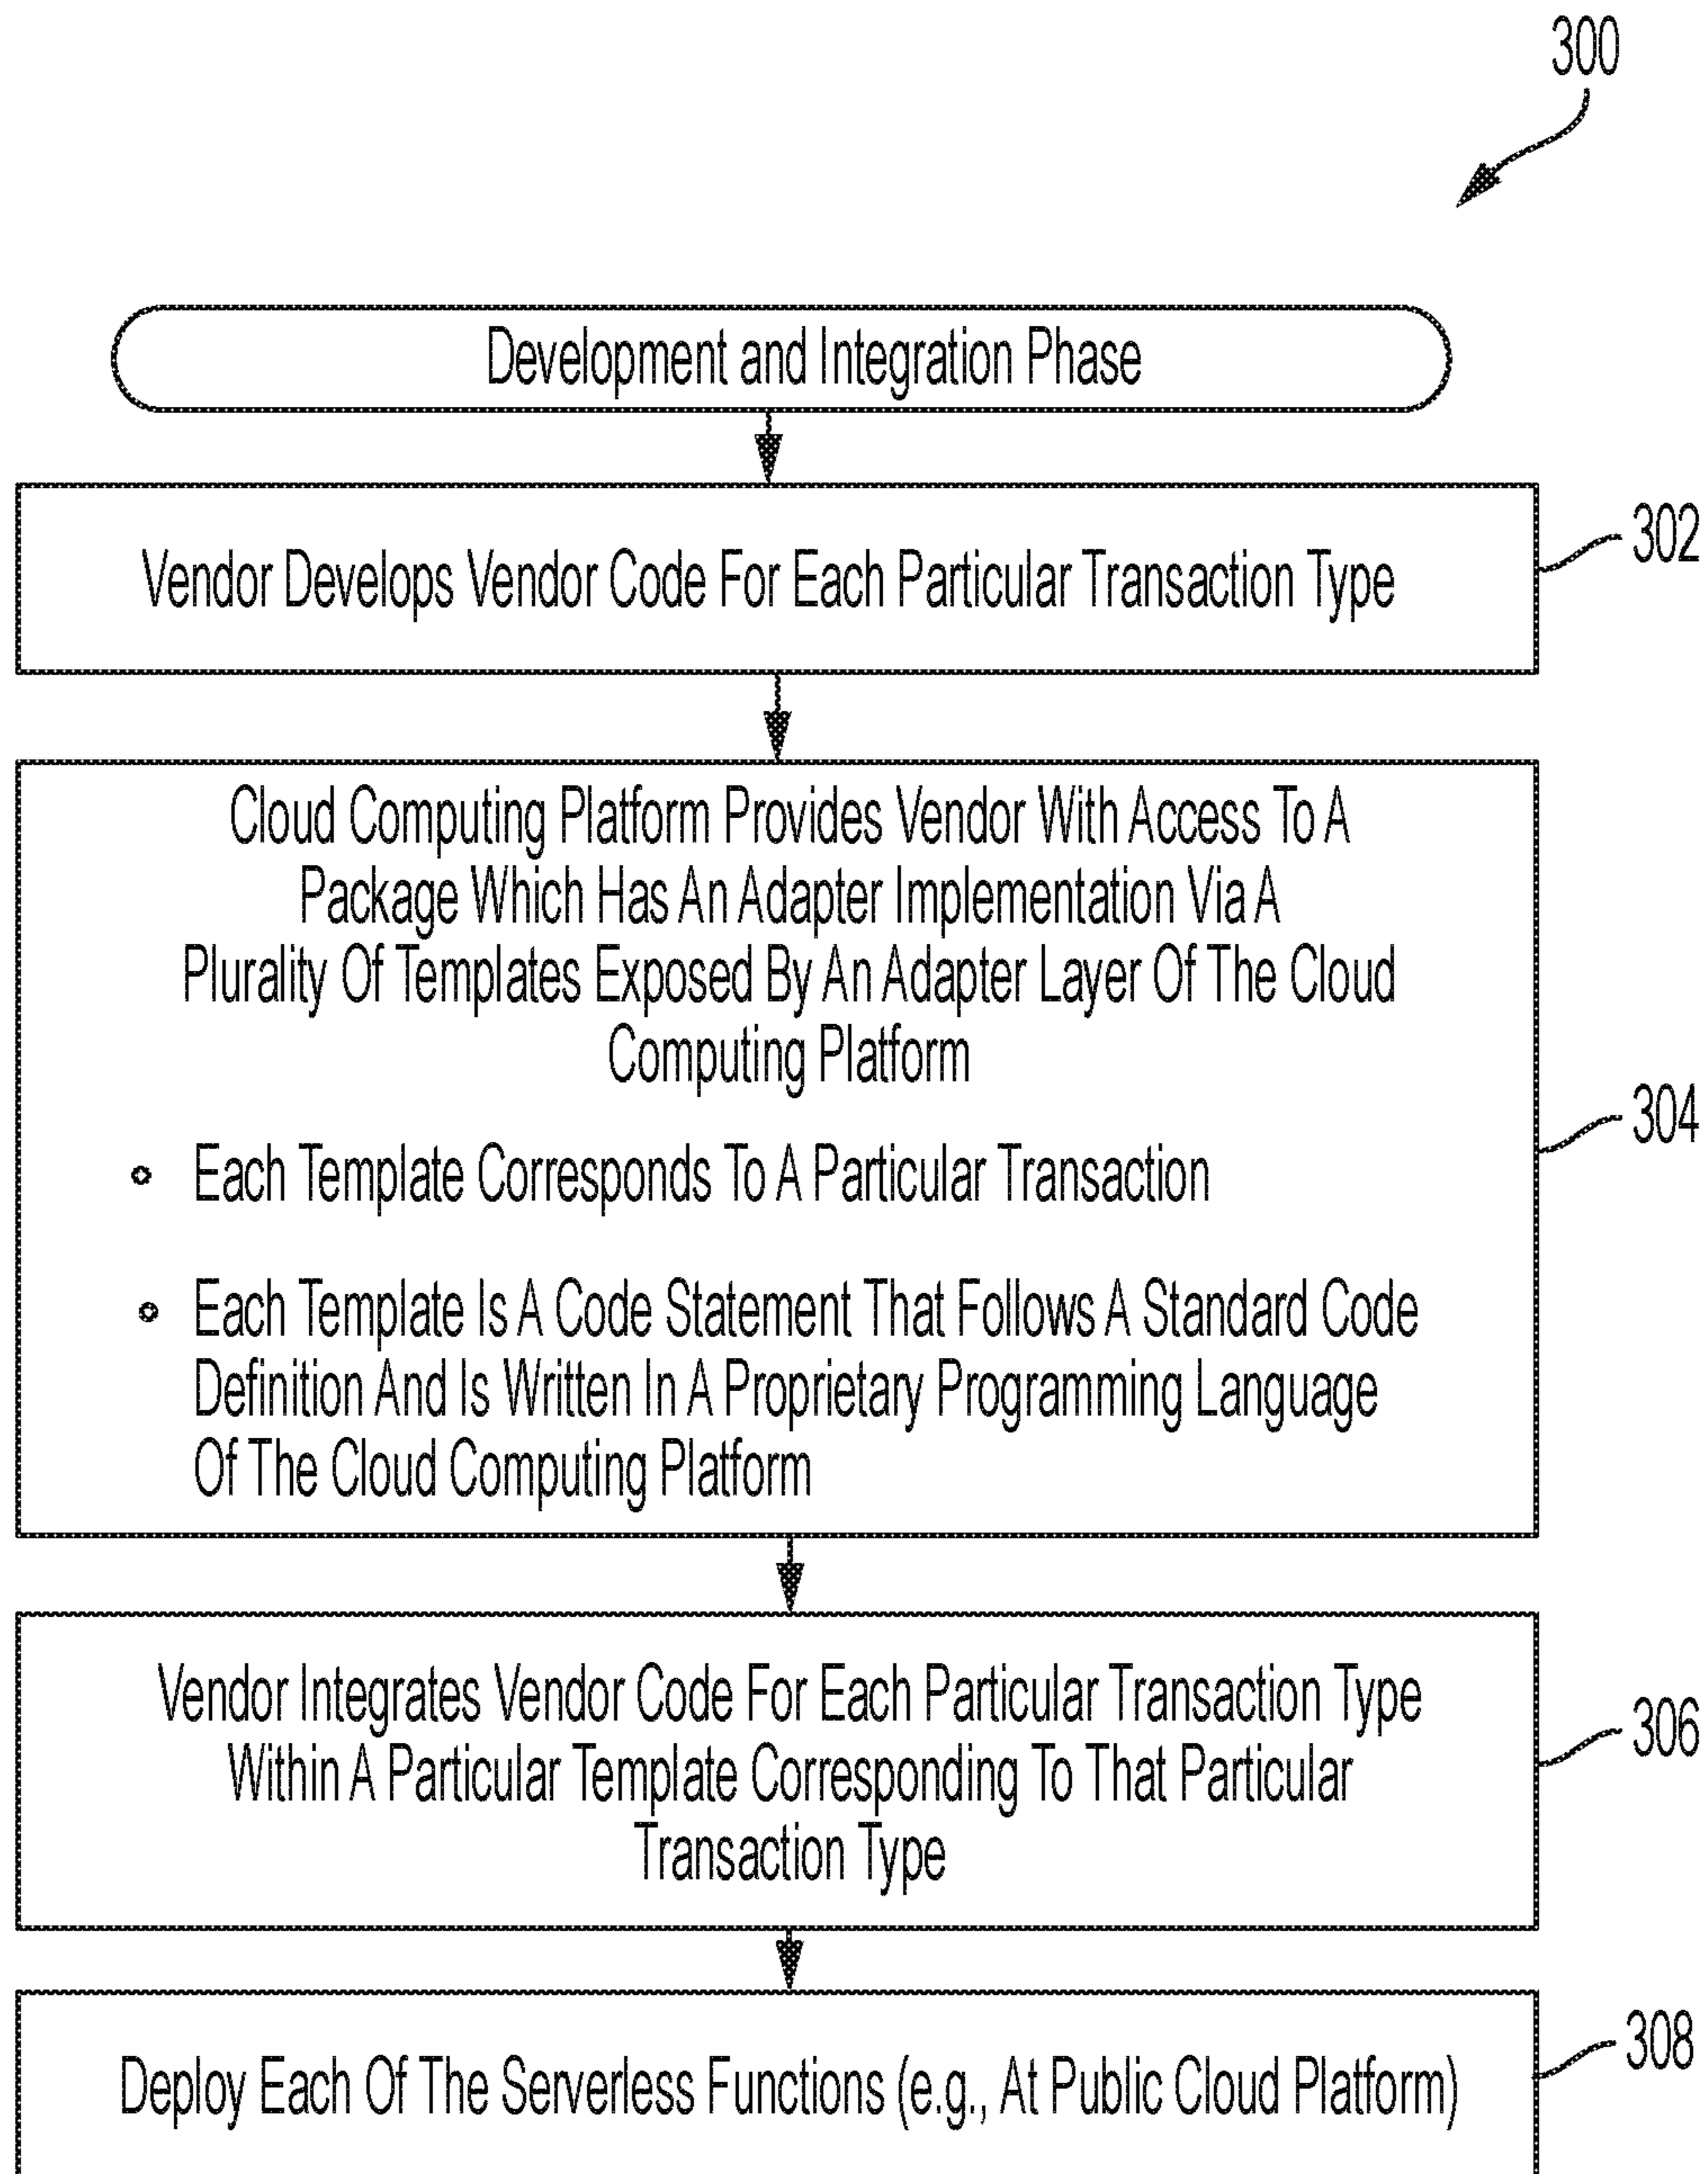 300
Development and Integration Phase
Vendor Develops Vendor Code For Each Particular Transaction Type
302
Cloud Computing Platform Provides Vendor With Access To A
Package Which Has An Adapter Implementation Via A
Plurality Of Templates Exposed By An Adapter Layer Of The Cloud
Computing Platform
304
• Each Template Corresponds To A Particular Transaction
• Each Template Is A Code Statement That Follows A Standard Code
Definition And Is Written In A Proprietary Programming Language
Of The Cloud Computing Platform
Vendor Integrates Vendor Code For Each Particular Transaction Type
Within A Particular Template Corresponding To That Particular
Transaction Type
306
Deploy Each Of The Serverless Functions (e.g., At Public Cloud Platform)
308